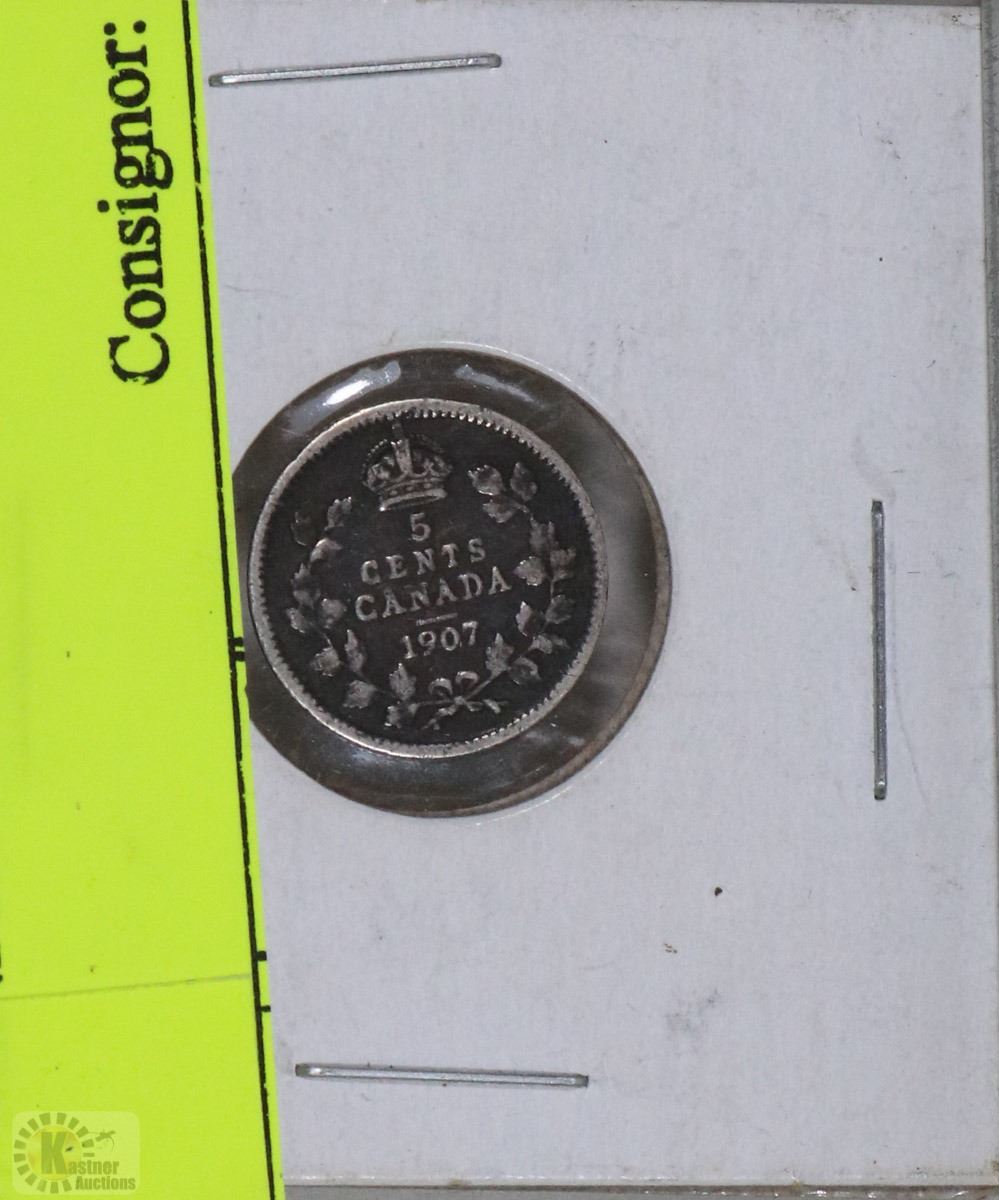 Consignor:
5
CENTS
CANADA
1907
Kastner
Auctions